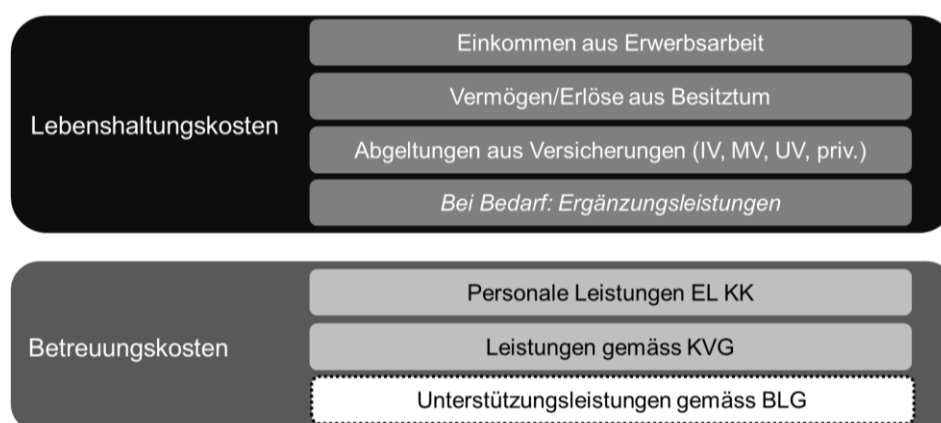 Lebenshaltungskosten
Einkommen aus Erwerbsarbeit
Vermögen/Erlöse aus Besitztum
Abgeltungen aus Versicherungen (IV, MV, UV, priv.)
Bei Bedarf: Ergänzungsleistungen
Betreuungskosten
Personale Leistungen EL KK
Leistungen gemäss KVG
Unterstützungsleistungen gemäss BLG